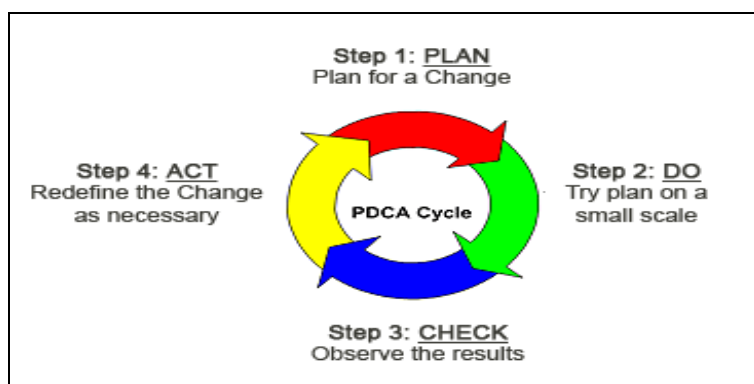 Step 1: PLAN
Plan for a Change
Step 2: DO
Try plan on a
small scale
Step 3: CHECK
Observe the results
Step 4: ACT
Redefine the Change
as necessary
PDCA Cycle